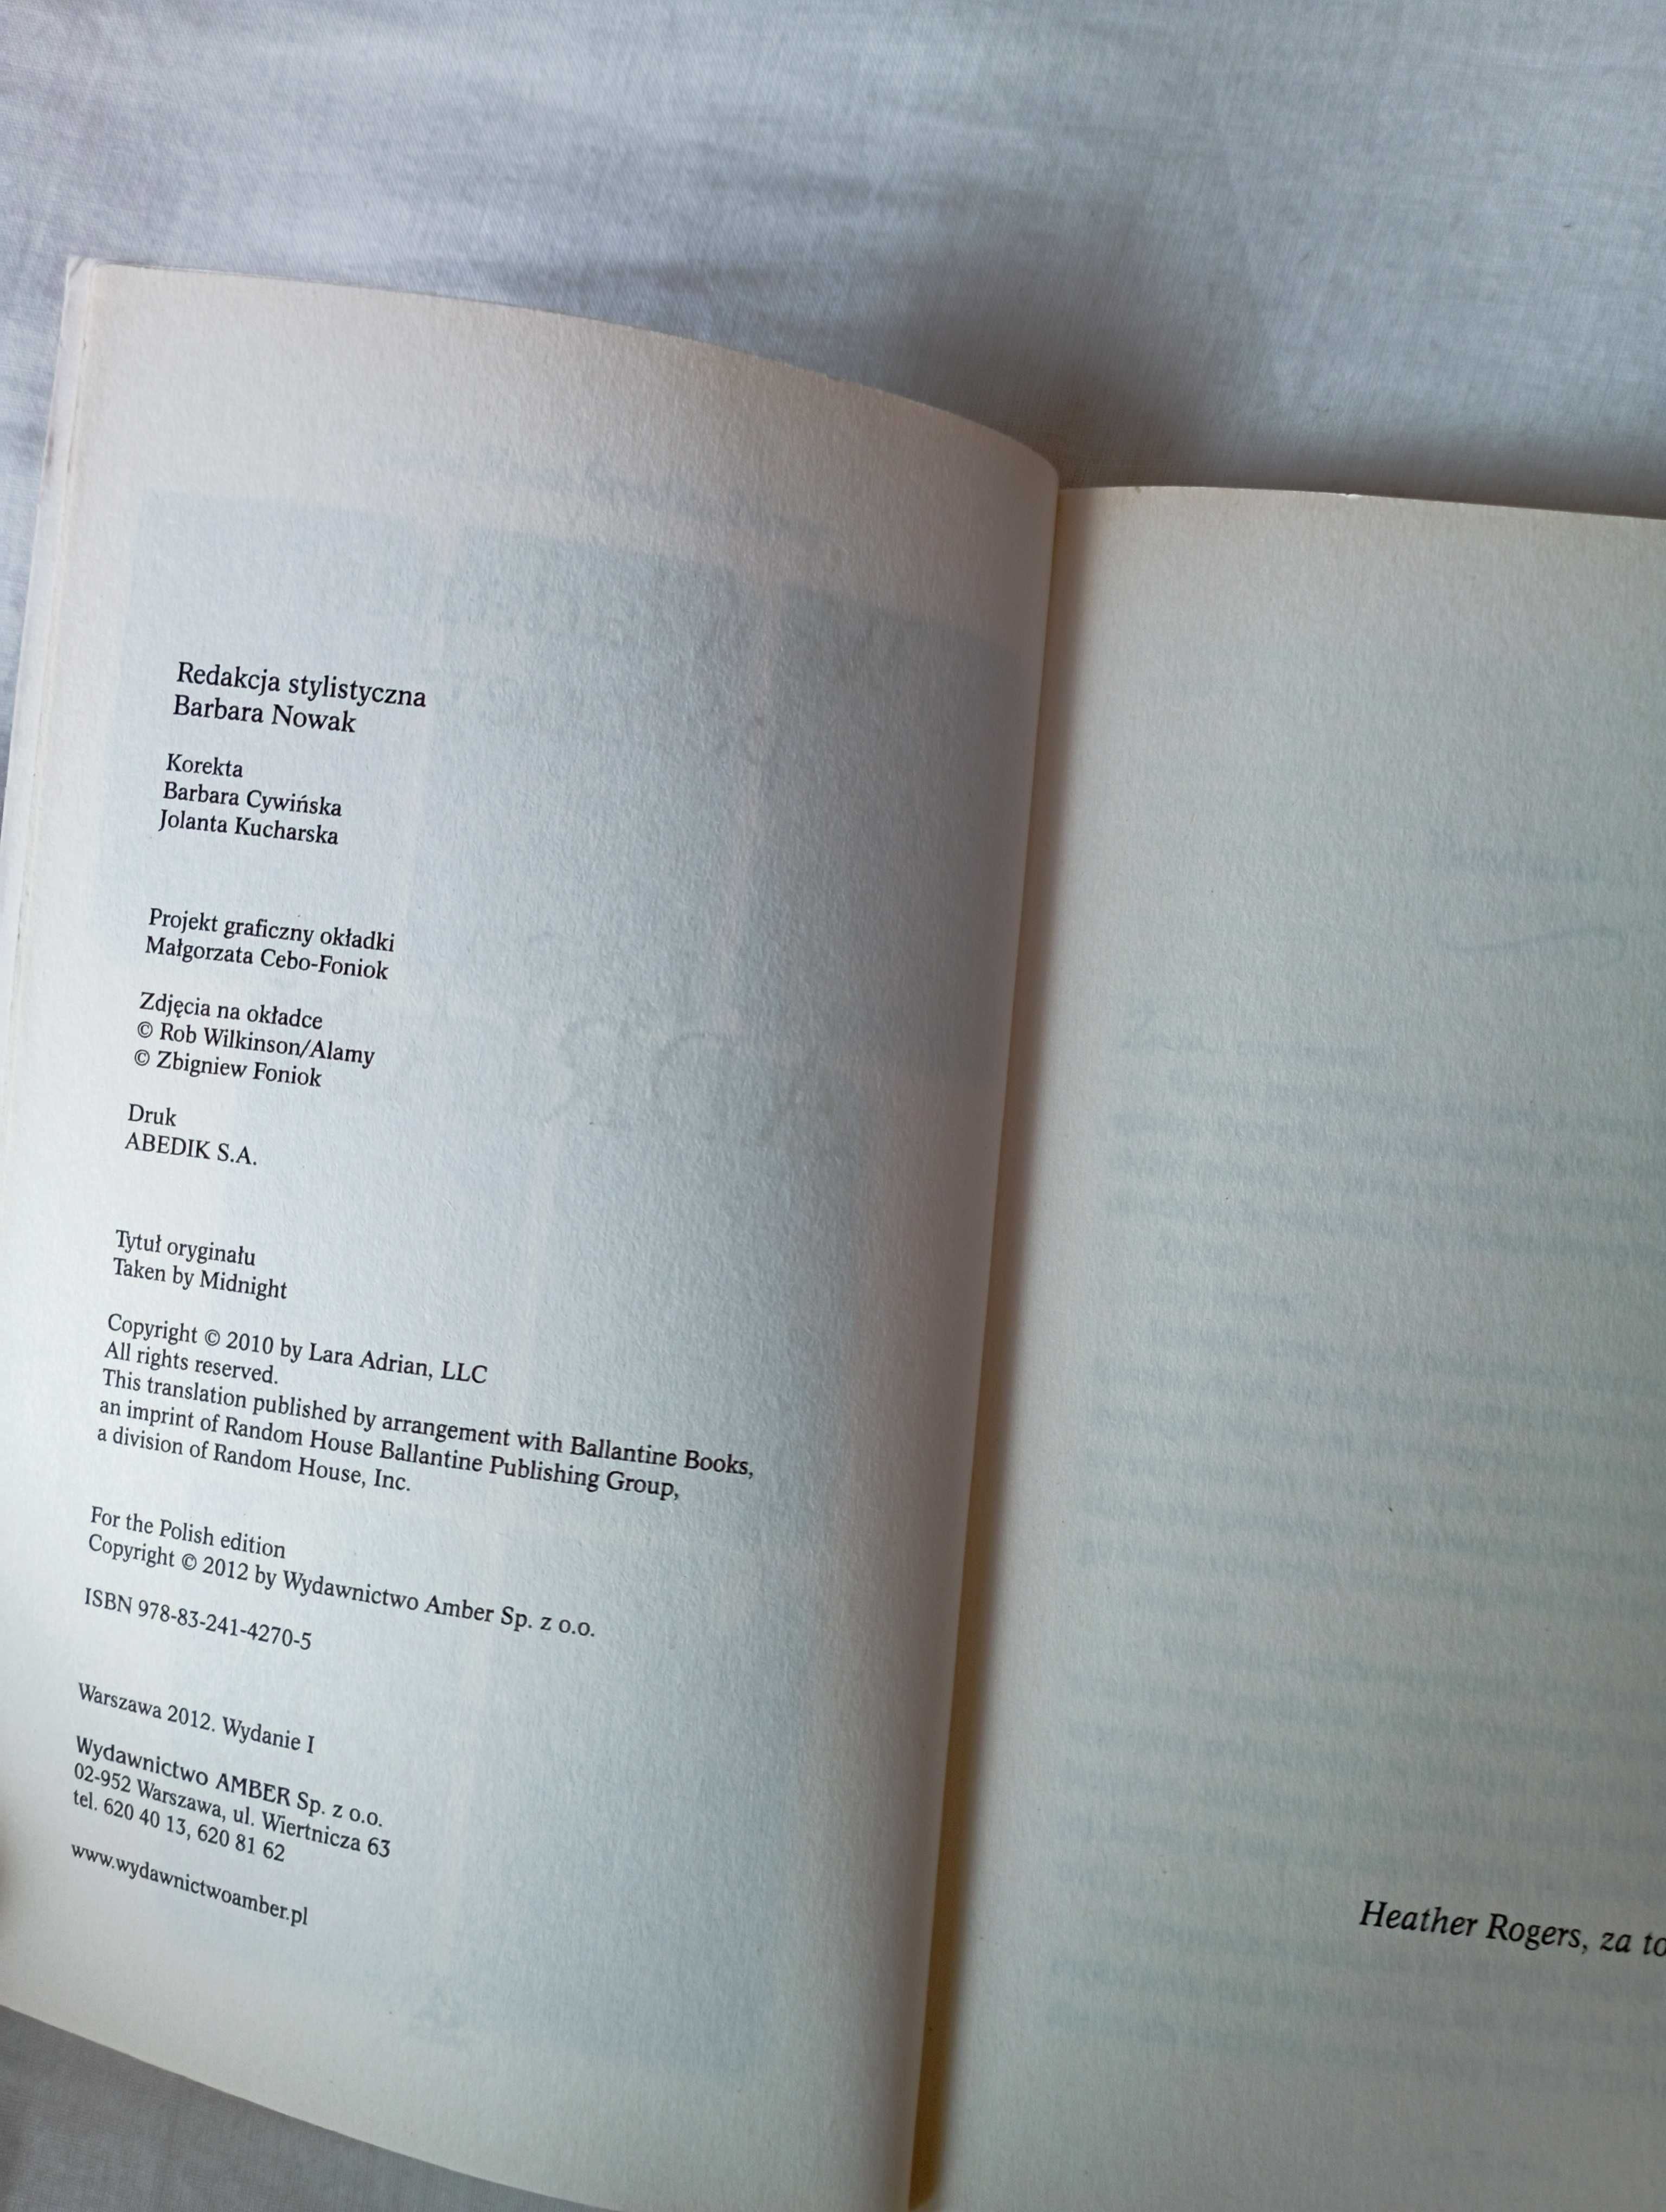 Redakcja stylistyczna
Barbara Nowak
Korekta
Barbara Cywińska
Jolanta Kucharska
Projekt graficzny okładki
Małgorzata Cebo-Foniok
Zdjęcia na okładce
© Rob Wilkinson/Alamy
© Zbigniew Foniok
Druk
ABEDIK S.A.
Tytuł oryginału
Taken by Midnight
Copyright © 2010 by Lara Adrian, LLC
All rights reserved.
This translation published by arrangement with Ballantine Books,
an imprint of Random House Ballantine Publishing Group,
a division of Random House, Inc.
For the Polish edition
Copyright © 2012 by Wydawnictwo Amber Sp. z o.o.
ISBN 978-83-241-4270-5
Warszawa 2012. Wydanie I
Wydawnictwo AMBER Sp. z o.o.
02-952 Warszawa, ul. Wiertnicza 63
tel. 620 40 13, 620 81 62
www.wydawnictwoamber.pl
Heather Rogers, za to